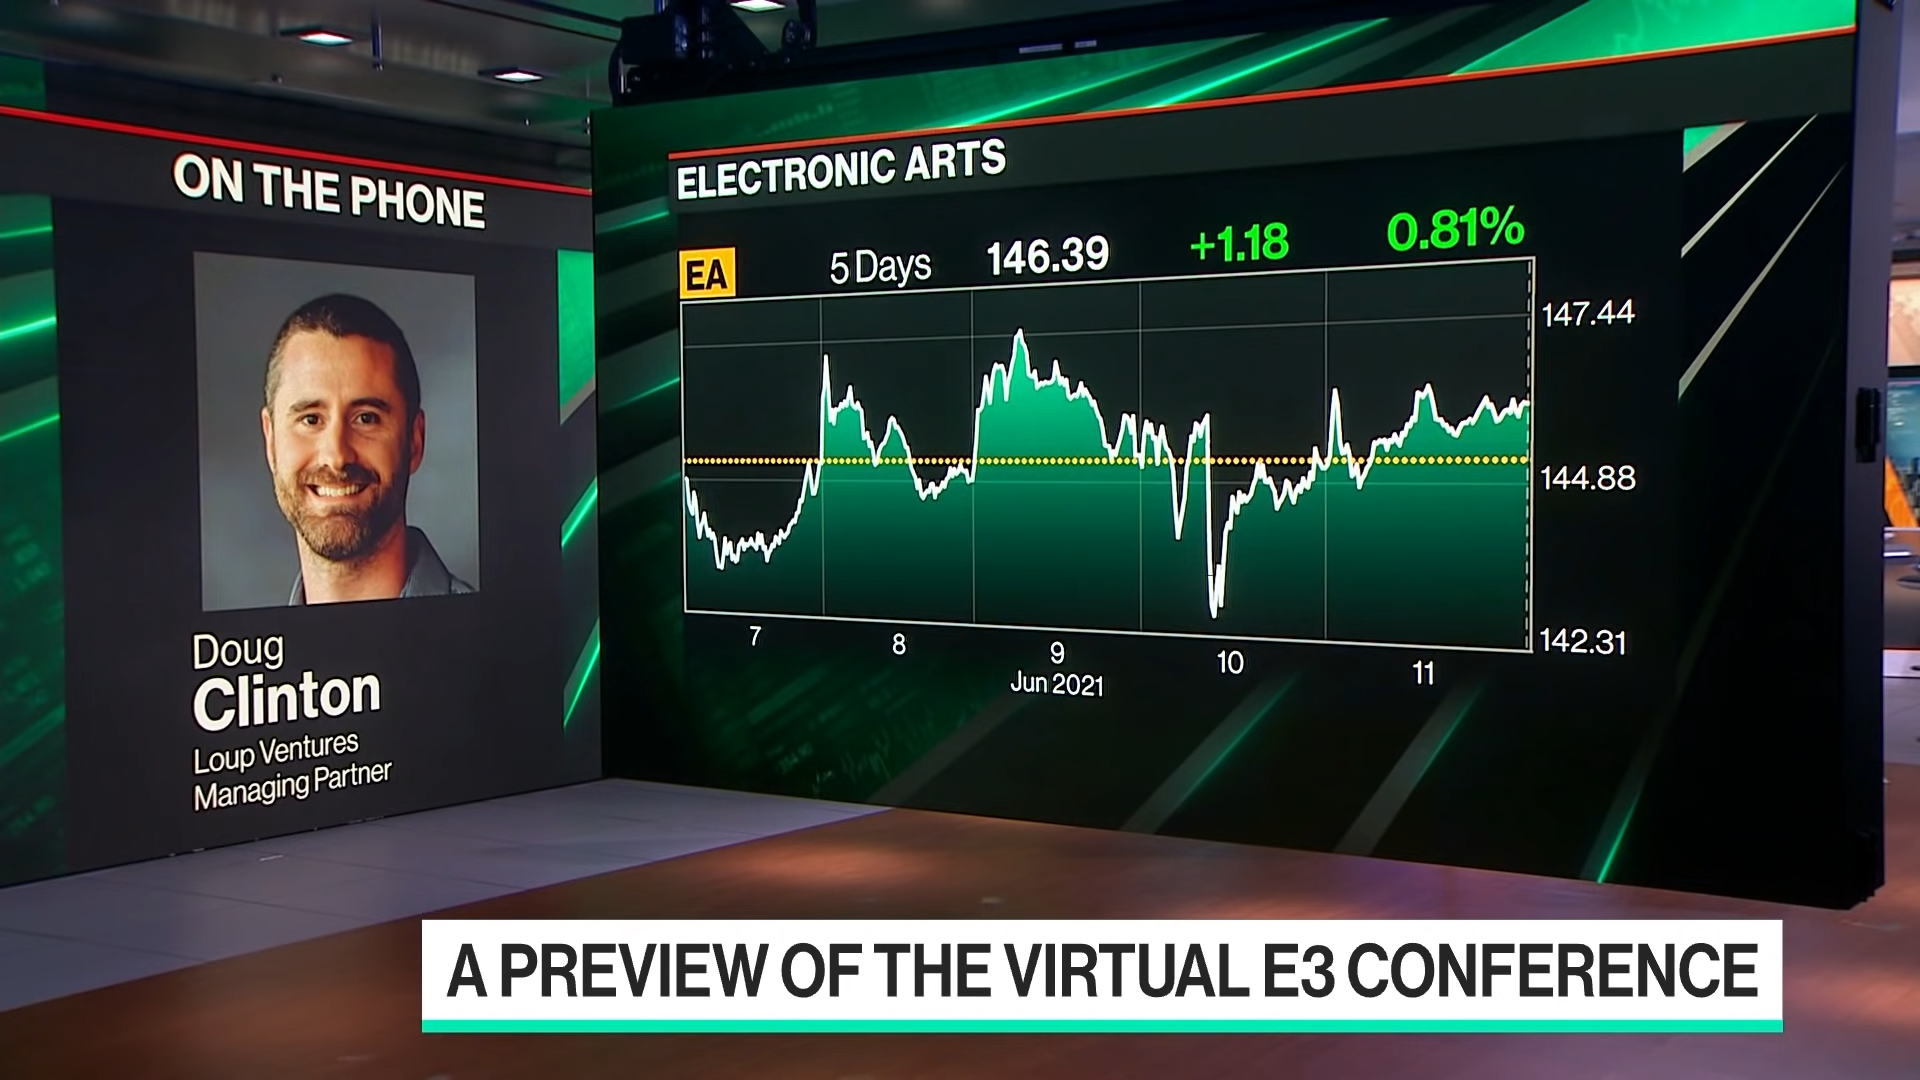 ON THE PHONE
Doug
Clinton
Loup Ventures
Managing Partner
ELECTRONIC ARTS
EA 5 Days 146.39 +1.18 0.81%
147.44
144.88
142.31
7 8 9 10 11
Jun 2021
A PREVIEW OF THE VIRTUAL E3 CONFERENCE